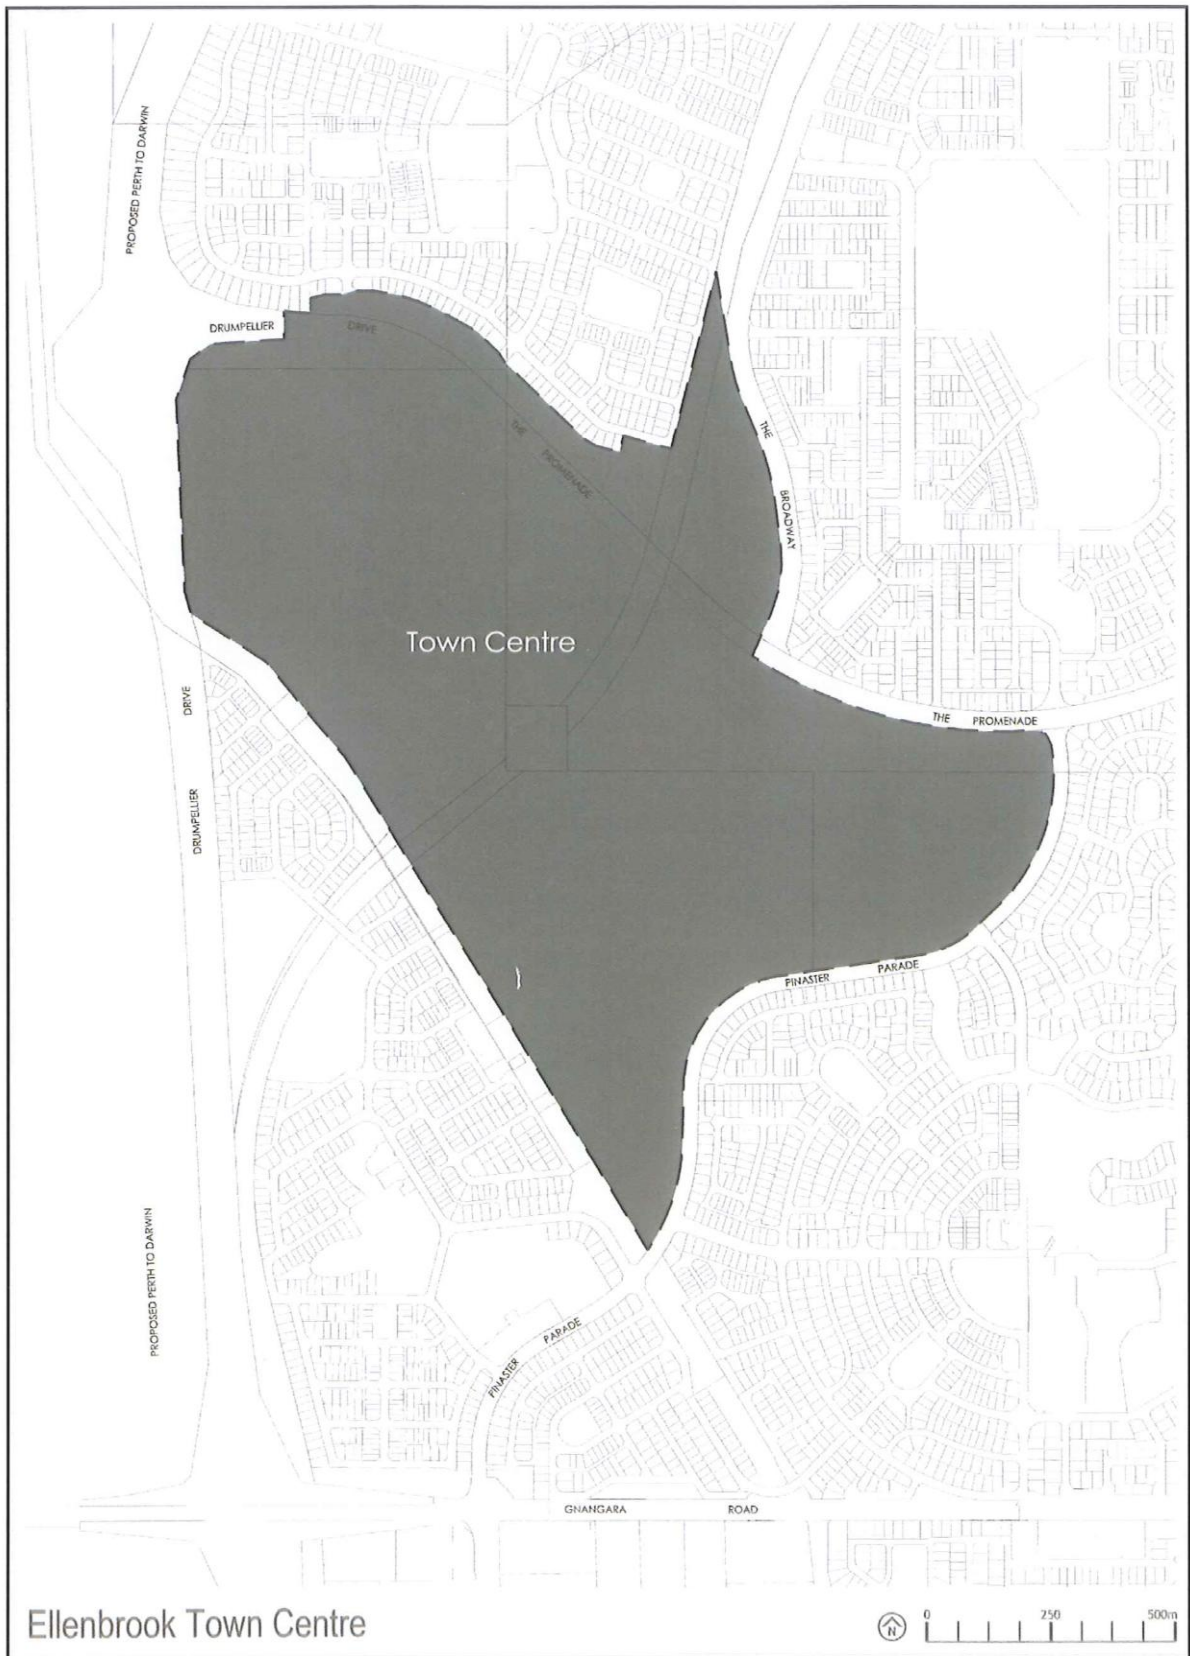 PROPOSED PERTH TO DARWIN
DRUMPELLIER
DRIVE
THE
PROMENADE
THE
BROADWAY
Town Centre
DRIVE
THE PROMENADE
DRUMPELLIER
PINASTER
PARADE
PROPOSED PERTH TO DARWIN
PINASTER
PARADE
GNANGARA
ROAD
Ellenbrook Town Centre
N
0 250 500m